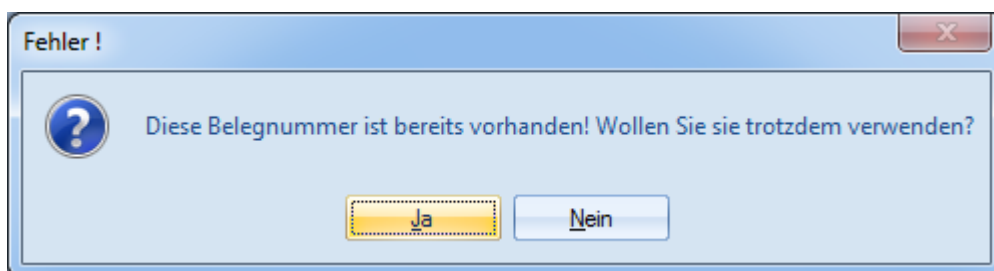 Fehler !
Diese Belegnummer ist bereits vorhanden! Wollen Sie sie trotzdem verwenden?
Ja
Nein